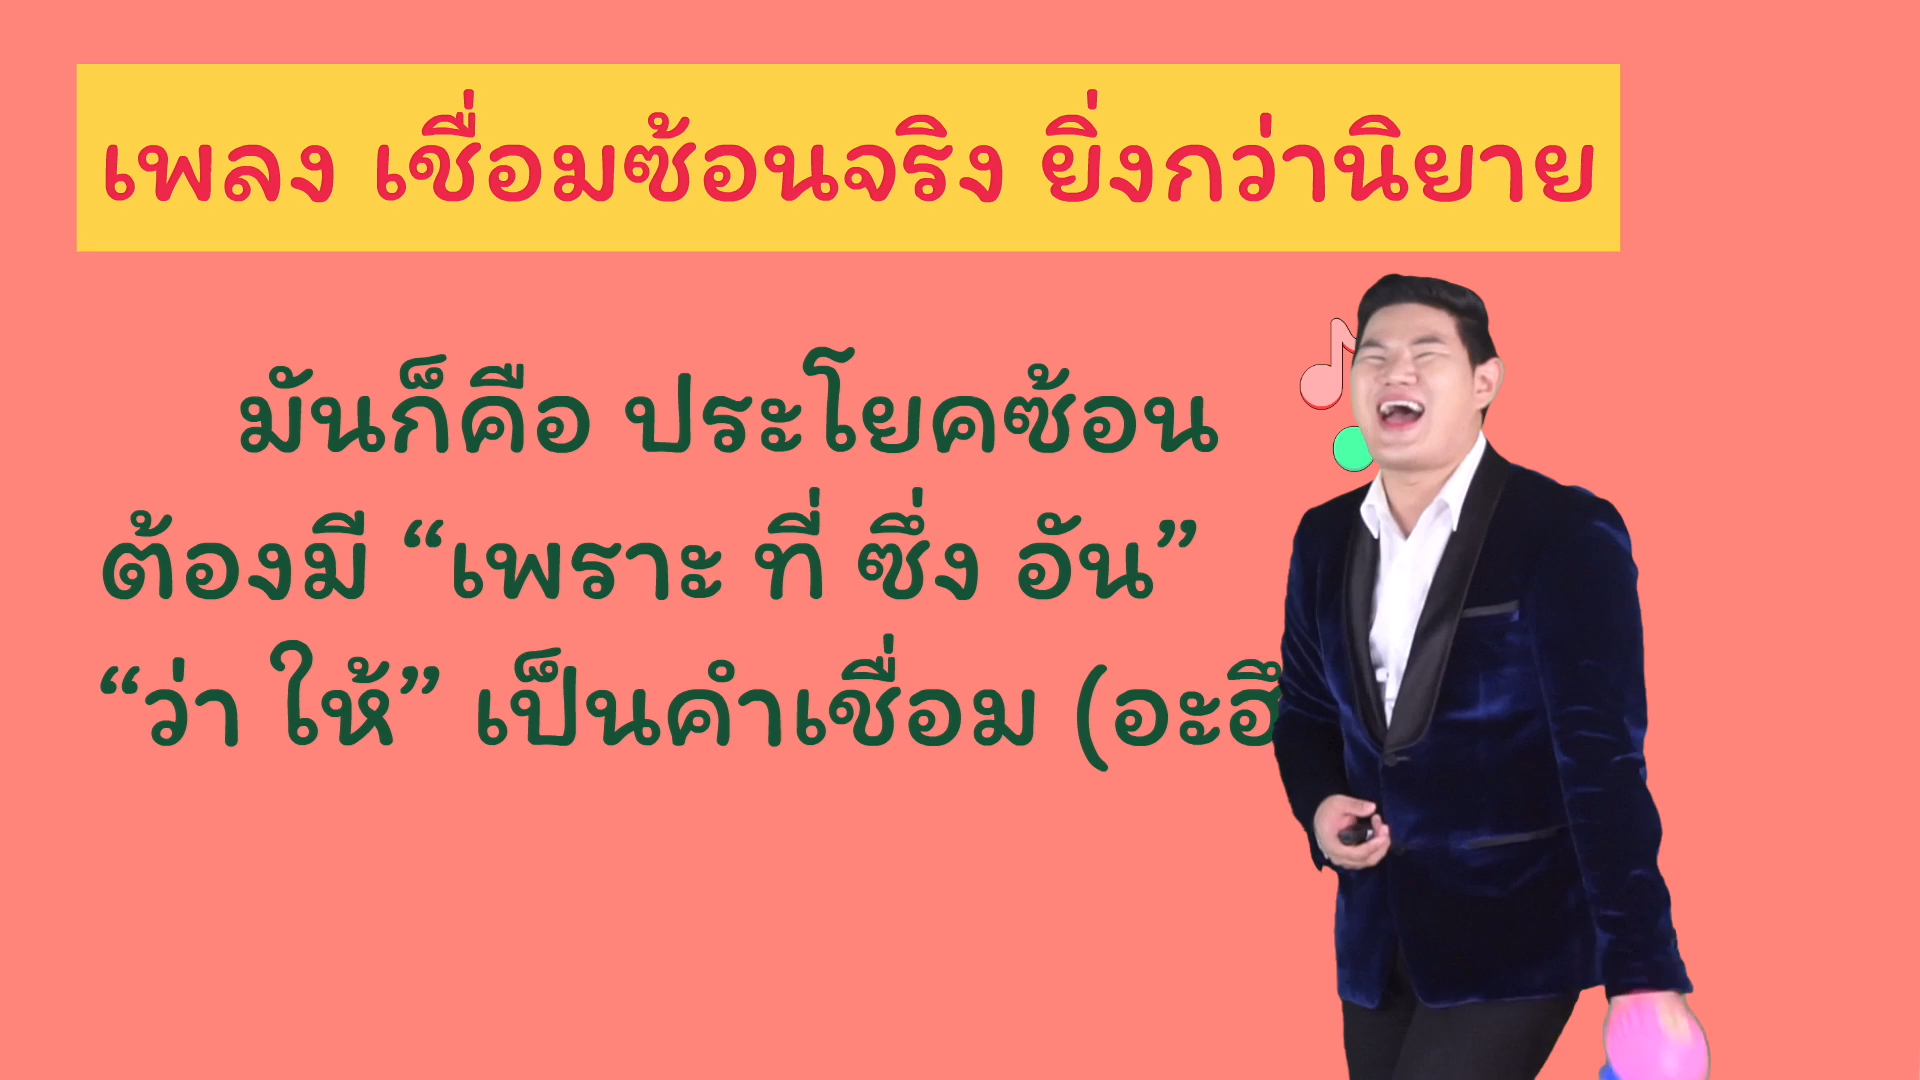 เพลง เชื่อมซ้อนจริง ยิ่งกว่านิยาย
มันก็คือ ประโยคซ้อน
ต้องมี “เพราะ ที่ ซึ่ง อัน”
“ว่า ให้” เป็นคำเชื่อม